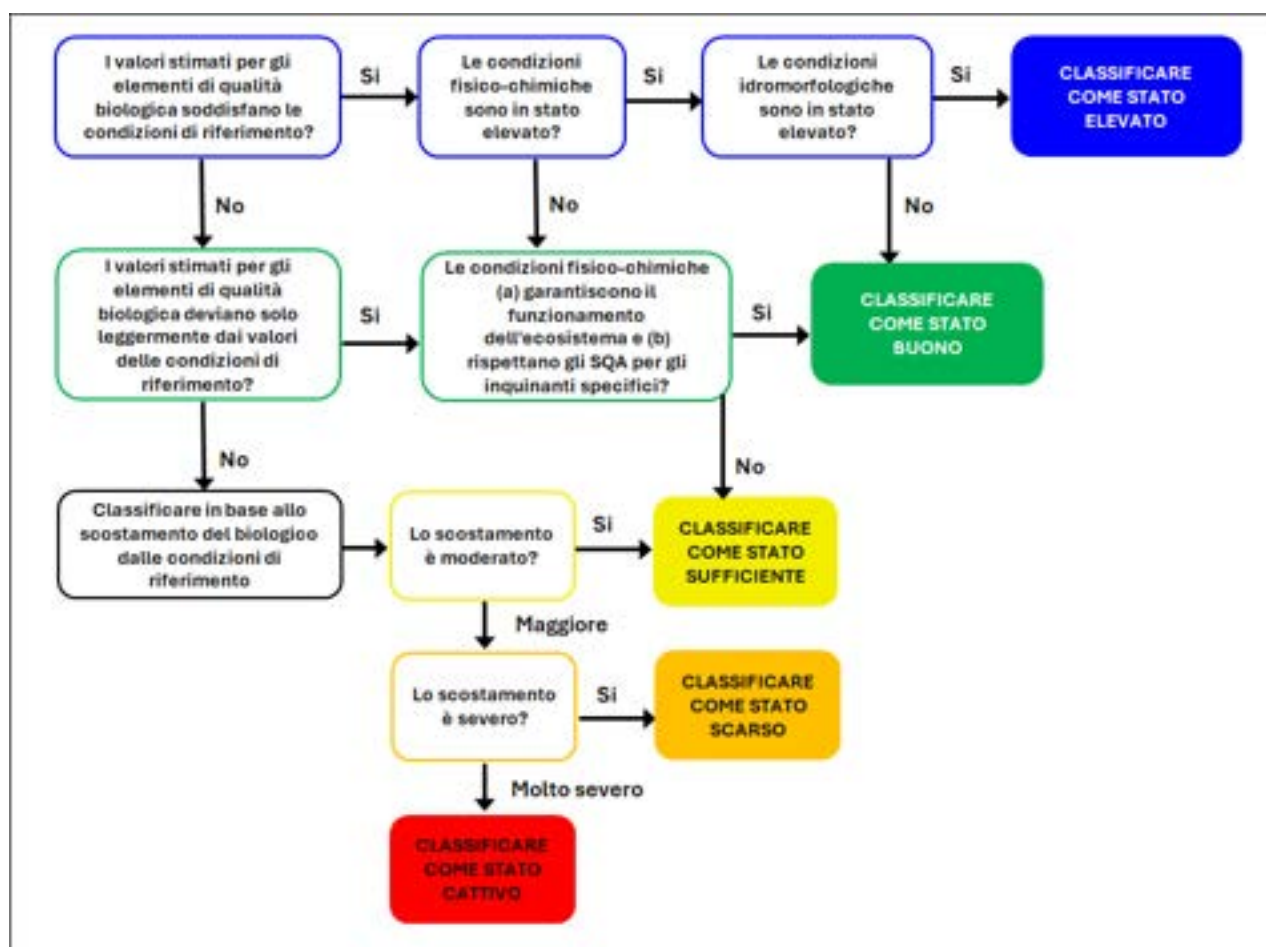 I valori stimati per gli
elementi di qualità
biologica soddisfano le
condizioni di riferimento?
Si
Le condizioni
fisico-chimiche
sono in stato
elevato?
Si
Le condizioni
idromorfologiche
sono in stato
elevato?
Si
CLASSIFICARE
COME STATO
ELEVATO
No
No
No
I valori stimati per gli
elementi di qualità
biologica deviano solo
leggermente dai valori
delle condizioni di
riferimento?
Si
Le condizioni fisico-chimiche
(a) garantiscono il
funzionamento
dell'ecosistema e (b)
rispettano gli SQA per gli
inquinanti specifici?
Si
CLASSIFICARE
COME STATO
BUONO
No
No
Classificare in base allo
scostamento del biologico
dalle condizioni di
riferimento
Lo scostamento
è moderato?
Si
CLASSIFICARE
COME STATO
SUFFICIENTE
Maggiore
Lo scostamento
è severo?
Si
CLASSIFICARE
COME STATO
SCARSO
Molto severo
CLASSIFICARE
COME STATO
CATTIVO